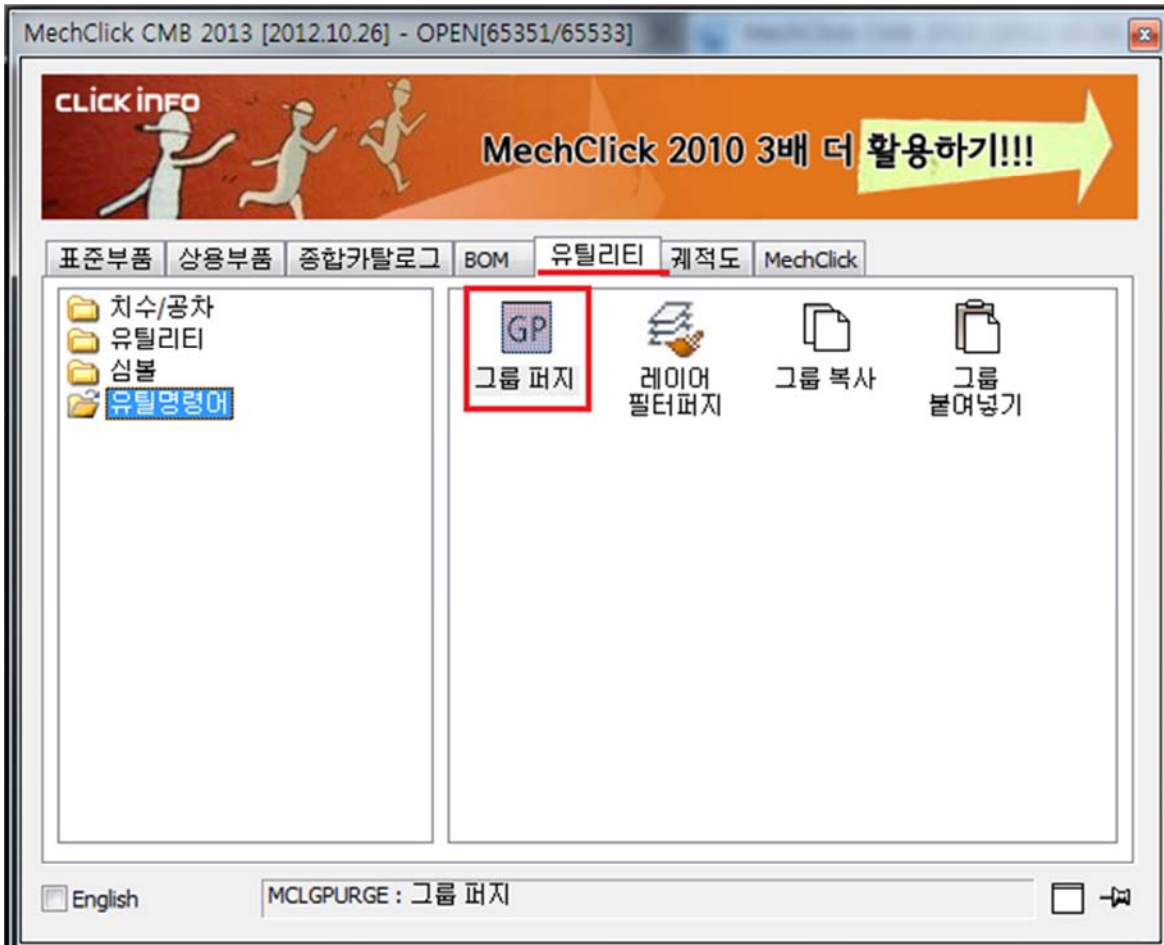 MechClick CMB 2013 [2012.10.26] - OPEN[65351/65533]
CLICK INFO
MechClick 2010 3배 더 활용하기!!!
표준부품 상용부품 종합카탈로그 BOM 유틸리티 궤적도 MechClick
치수/공차
유틸리티
심볼
유틸명령어
GP
그룹 퍼지
레이어
필터퍼지
그룹 복사
그룹
붙여넣기
English
MCLGPURGE : 그룹 퍼지